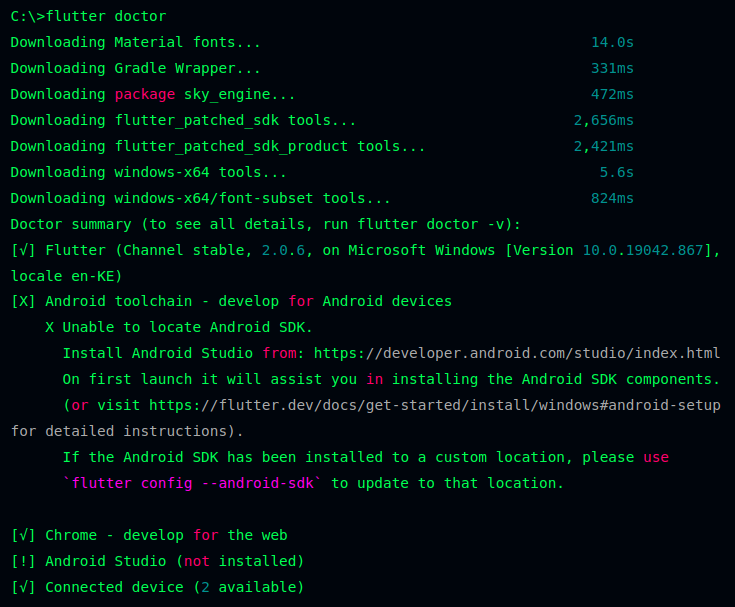 C:\>flutter doctor
Downloading Material fonts... 14.0s
Downloading Gradle Wrapper... 331ms
Downloading package sky_engine... 472ms
Downloading flutter_patched_sdk tools... 2,656ms
Downloading flutter_patched_sdk_product tools... 2,421ms
Downloading windows-x64 tools... 5.6s
Downloading windows-x64/font-subset tools... 824ms
Doctor summary (to see all details, run flutter doctor -v):
[√] Flutter (Channel stable, 2.0.6, on Microsoft Windows [Version 10.0.19042.867],
locale en-KE)
[X] Android toolchain - develop for Android devices
X Unable to locate Android SDK.
Install Android Studio from: https://developer.android.com/studio/index.html
On first launch it will assist you in installing the Android SDK components.
(or visit https://flutter.dev/docs/get-started/install/windows#android-setup
for detailed instructions).
If the Android SDK has been installed to a custom location, please use
`flutter config --android-sdk` to update to that location.
[√] Chrome - develop for the web
[!] Android Studio (not installed)
[√] Connected device (2 available)